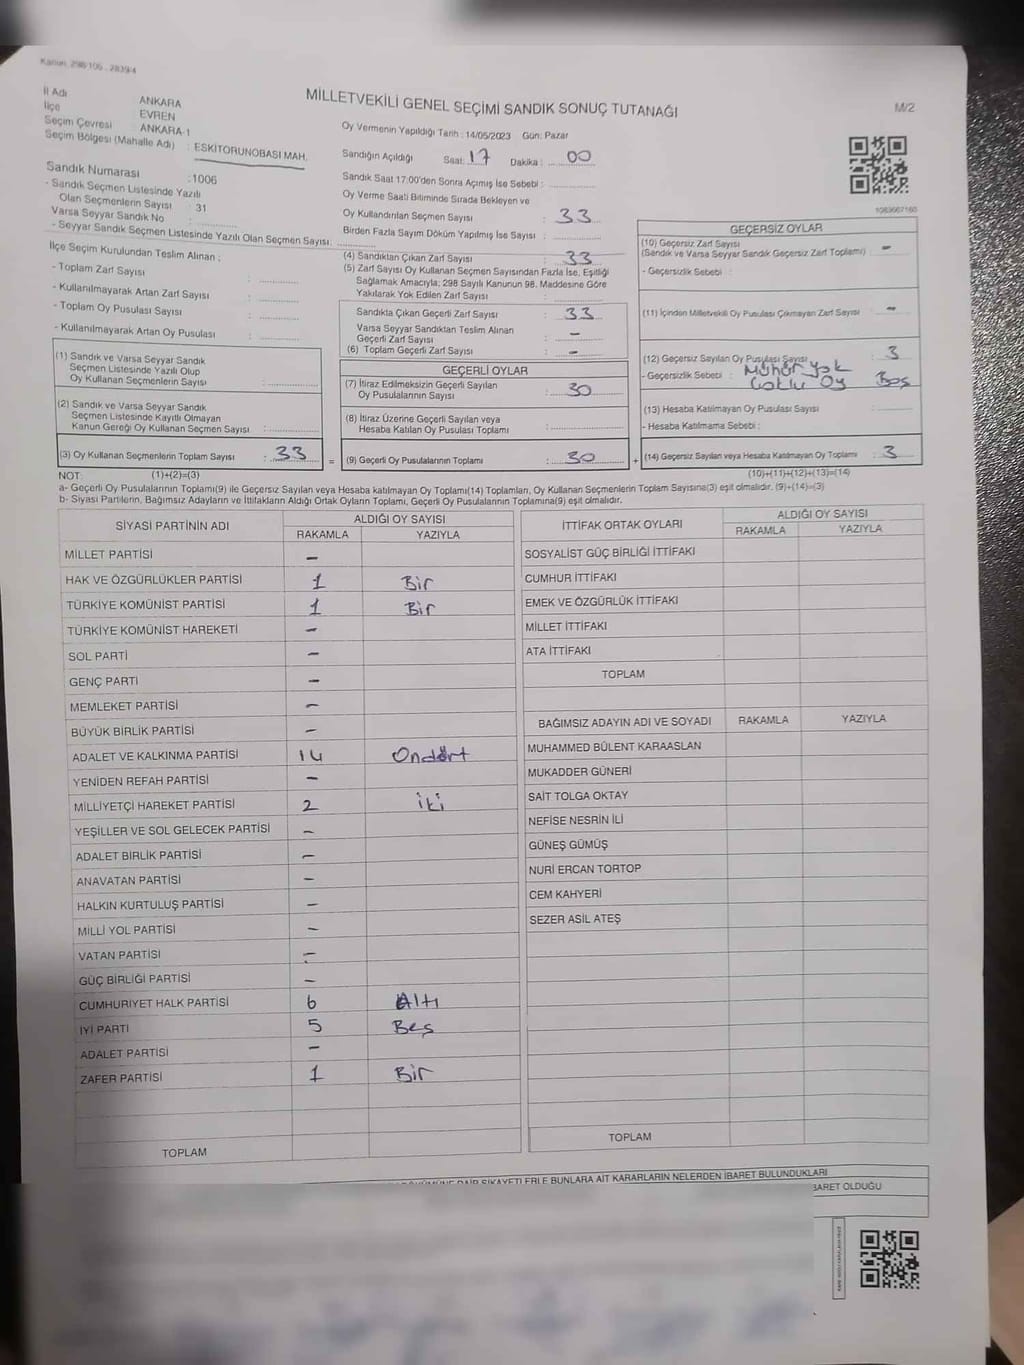 Kanun: 298/105 , 2839/4
MİLLETVEKİLİ GENEL SEÇİMİ SANDIK SONUÇ TUTANAĞI
M/2
İl Adı : ANKARA
İlçe : EVREN
Seçim Çevresi : ANKARA-1
Seçim Bölgesi (Mahalle Adı) : ESKİTORUNOBASI MAH.
Sandık Numarası : 1006
- Sandık Seçmen Listesinde Yazılı
Olan Seçmenlerin Sayısı : 31
Varsa Seyyar Sandık No :
- Seyyar Sandık Seçmen Listesinde Yazılı Olan Seçmen Sayısı:
İlçe Seçim Kurulundan Teslim Alınan :
- Toplam Zarf Sayısı :
- Kullanılmayarak Artan Zarf Sayısı :
- Toplam Oy Pusulası Sayısı :
- Kullanılmayarak Artan Oy Pusulası :
Oy Vermenin Yapıldığı Tarih : 14/05/2023 Gün: Pazar
Sandığın Açıldığı Saat: 17 Dakika : 00
Sandık Saat 17:00'den Sonra Açımış İse Sebebi :
Oy Verme Saati Bitiminde Sırada Bekleyen ve
Oy Kullandırılan Seçmen Sayısı : 33
Birden Fazla Sayım Döküm Yapılmış İse Sayısı :
(4) Sandıktan Çıkan Zarf Sayısı : 33
(5) Zarf Sayısı Oy Kullanan Seçmen Sayısından Fazla İse, Eşitliği
Sağlamak Amacıyla; 298 Sayılı Kanunun 98. Maddesine Göre
Yakılarak Yok Edilen Zarf Sayısı :
Sandıkta Çıkan Geçerli Zarf Sayısı : 33
Varsa Seyyar Sandıktan Teslim Alınan
Geçerli Zarf Sayısı : -
(6) Toplam Geçerli Zarf Sayısı : -
1083667160
GEÇERSİZ OYLAR
(10) Geçersiz Zarf Sayısı
(Sandık ve Varsa Seyyar Sandık Geçersiz Zarf Toplamı) : -
- Geçersizlik Sebebi :
(11) İçinden Milletvekili Oy Pusulası Çıkmayan Zarf Sayısı : -
(12) Geçersiz Sayılan Oy Pusulası Sayısı : 3
- Geçersizlik Sebebi : Mühür yok
Çoklu Oy Boş
(13) Hesaba Katılmayan Oy Pusulası Sayısı :
- Hesaba Katılmama Sebebi :
(14) Geçersiz Sayılan veya Hesaba Katılmayan Oy Toplamı : 3
(10)+(11)+(12)+(13)=(14)
(1) Sandık ve Varsa Seyyar Sandık
Seçmen Listesinde Yazılı Olup
Oy Kullanan Seçmenlerin Sayısı :
(2) Sandık ve Varsa Seyyar Sandık
Seçmen Listesinde Kayıtlı Olmayan
Kanun Gereği Oy Kullanan Seçmen Sayısı :
(3) Oy Kullanan Seçmenlerin Toplam Sayısı : 33 =
GEÇERLİ OYLAR
(7) İtiraz Edilmeksizin Geçerli Sayılan
Oy Pusulalarının Sayısı : 30
(8) İtiraz Üzerine Geçerli Sayılan veya
Hesaba Katılan Oy Pusulası Toplamı :
(9) Geçerli Oy Pusulalarının Toplamı : 30 +
NOT: (1)+(2)=(3)
a- Geçerli Oy Pusulalarının Toplamı(9) ile Geçersiz Sayılan veya Hesaba katılmayan Oy Toplamı(14) Toplamları, Oy Kullanan Seçmenlerin Toplam Sayısına(3) eşit olmalıdır. (9)+(14)=(3)
b- Siyasi Partilerin, Bağımsız Adayların ve İttifakların Aldığı Ortak Oyların Toplamı, Geçerli Oy Pusulalarının Toplamına(9) eşit olmalıdır.
SİYASİ PARTİNİN ADI ALDIĞI OY SAYISI
RAKAMLA YAZIYLA
MİLLET PARTİSİ -
HAK VE ÖZGÜRLÜKLER PARTİSİ 1 Bir
TÜRKİYE KOMÜNİST PARTİSİ 1 Bir
TÜRKİYE KOMÜNİST HAREKETİ -
SOL PARTİ -
GENÇ PARTİ -
MEMLEKET PARTİSİ -
BÜYÜK BİRLİK PARTİSİ -
ADALET VE KALKINMA PARTİSİ 14 Ondört
YENİDEN REFAH PARTİSİ -
MİLLİYETÇİ HAREKET PARTİSİ 2 İki
YEŞİLLER VE SOL GELECEK PARTİSİ -
ADALET BİRLİK PARTİSİ -
ANAVATAN PARTİSİ -
HALKIN KURTULUŞ PARTİSİ -
MİLLİ YOL PARTİSİ -
VATAN PARTİSİ -
GÜÇ BİRLİĞİ PARTİSİ -
CUMHURİYET HALK PARTİSİ 6 Altı
İYİ PARTİ 5 Beş
ADALET PARTİSİ -
ZAFER PARTİSİ 1 Bir
TOPLAM
İTTİFAK ORTAK OYLARI ALDIĞI OY SAYISI
RAKAMLA YAZIYLA
SOSYALİST GÜÇ BİRLİĞİ İTTİFAKI
CUMHUR İTTİFAKI
EMEK VE ÖZGÜRLÜK İTTİFAKI
MİLLET İTTİFAKI
ATA İTTİFAKI
TOPLAM
BAĞIMSIZ ADAYIN ADI VE SOYADI RAKAMLA YAZIYLA
MUHAMMED BÜLENT KARAASLAN
MUKADDER GÜNERİ
SAİT TOLGA OKTAY
NEFİSE NESRİN İLİ
GÜNEŞ GÜMÜŞ
NURİ ERCAN TORTOP
CEM KAHYERİ
SEZER ASİL ATEŞ
TOPLAM
DAİR ŞİKAYETLERLE BUNLARA AİT KARARLARIN NELERDEN İBARET BULUNDUKLARI
İBARET OLDUĞU